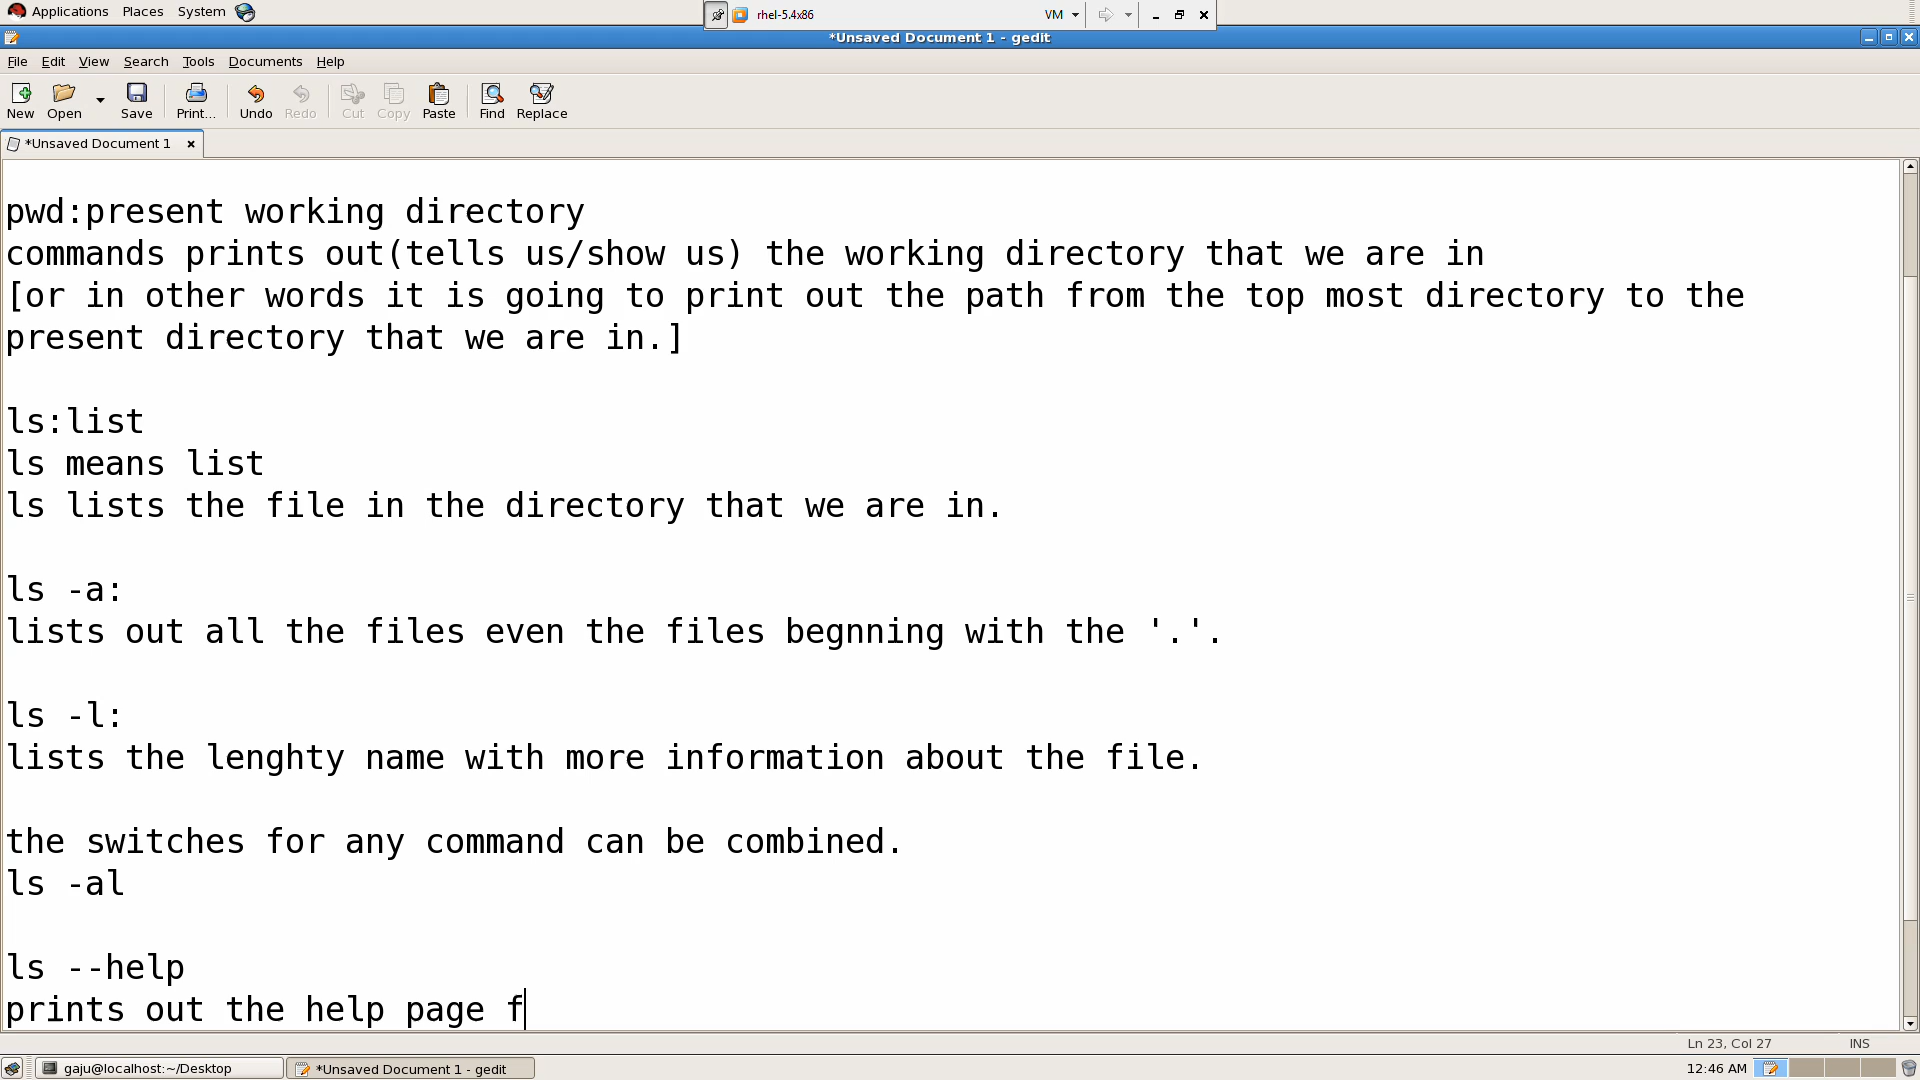 Applications Places System
rhel-5.4x86 VM
*Unsaved Document 1 - gedit
File Edit View Search Tools Documents Help
New Open Save Print... Undo Redo Cut Copy Paste Find Replace
*Unsaved Document 1
pwd:present working directory
commands prints out(tells us/show us) the working directory that we are in
[or in other words it is going to print out the path from the top most directory to the
present directory that we are in.]
ls:list
ls means list
ls lists the file in the directory that we are in.
ls -a:
lists out all the files even the files begnning with the '.'.
ls -l:
lists the lenghty name with more information about the file.
the switches for any command can be combined.
ls -al
ls --help
prints out the help page f
Ln 23, Col 27 INS
gaju@localhost:~/Desktop *Unsaved Document 1 - gedit 12:46 AM